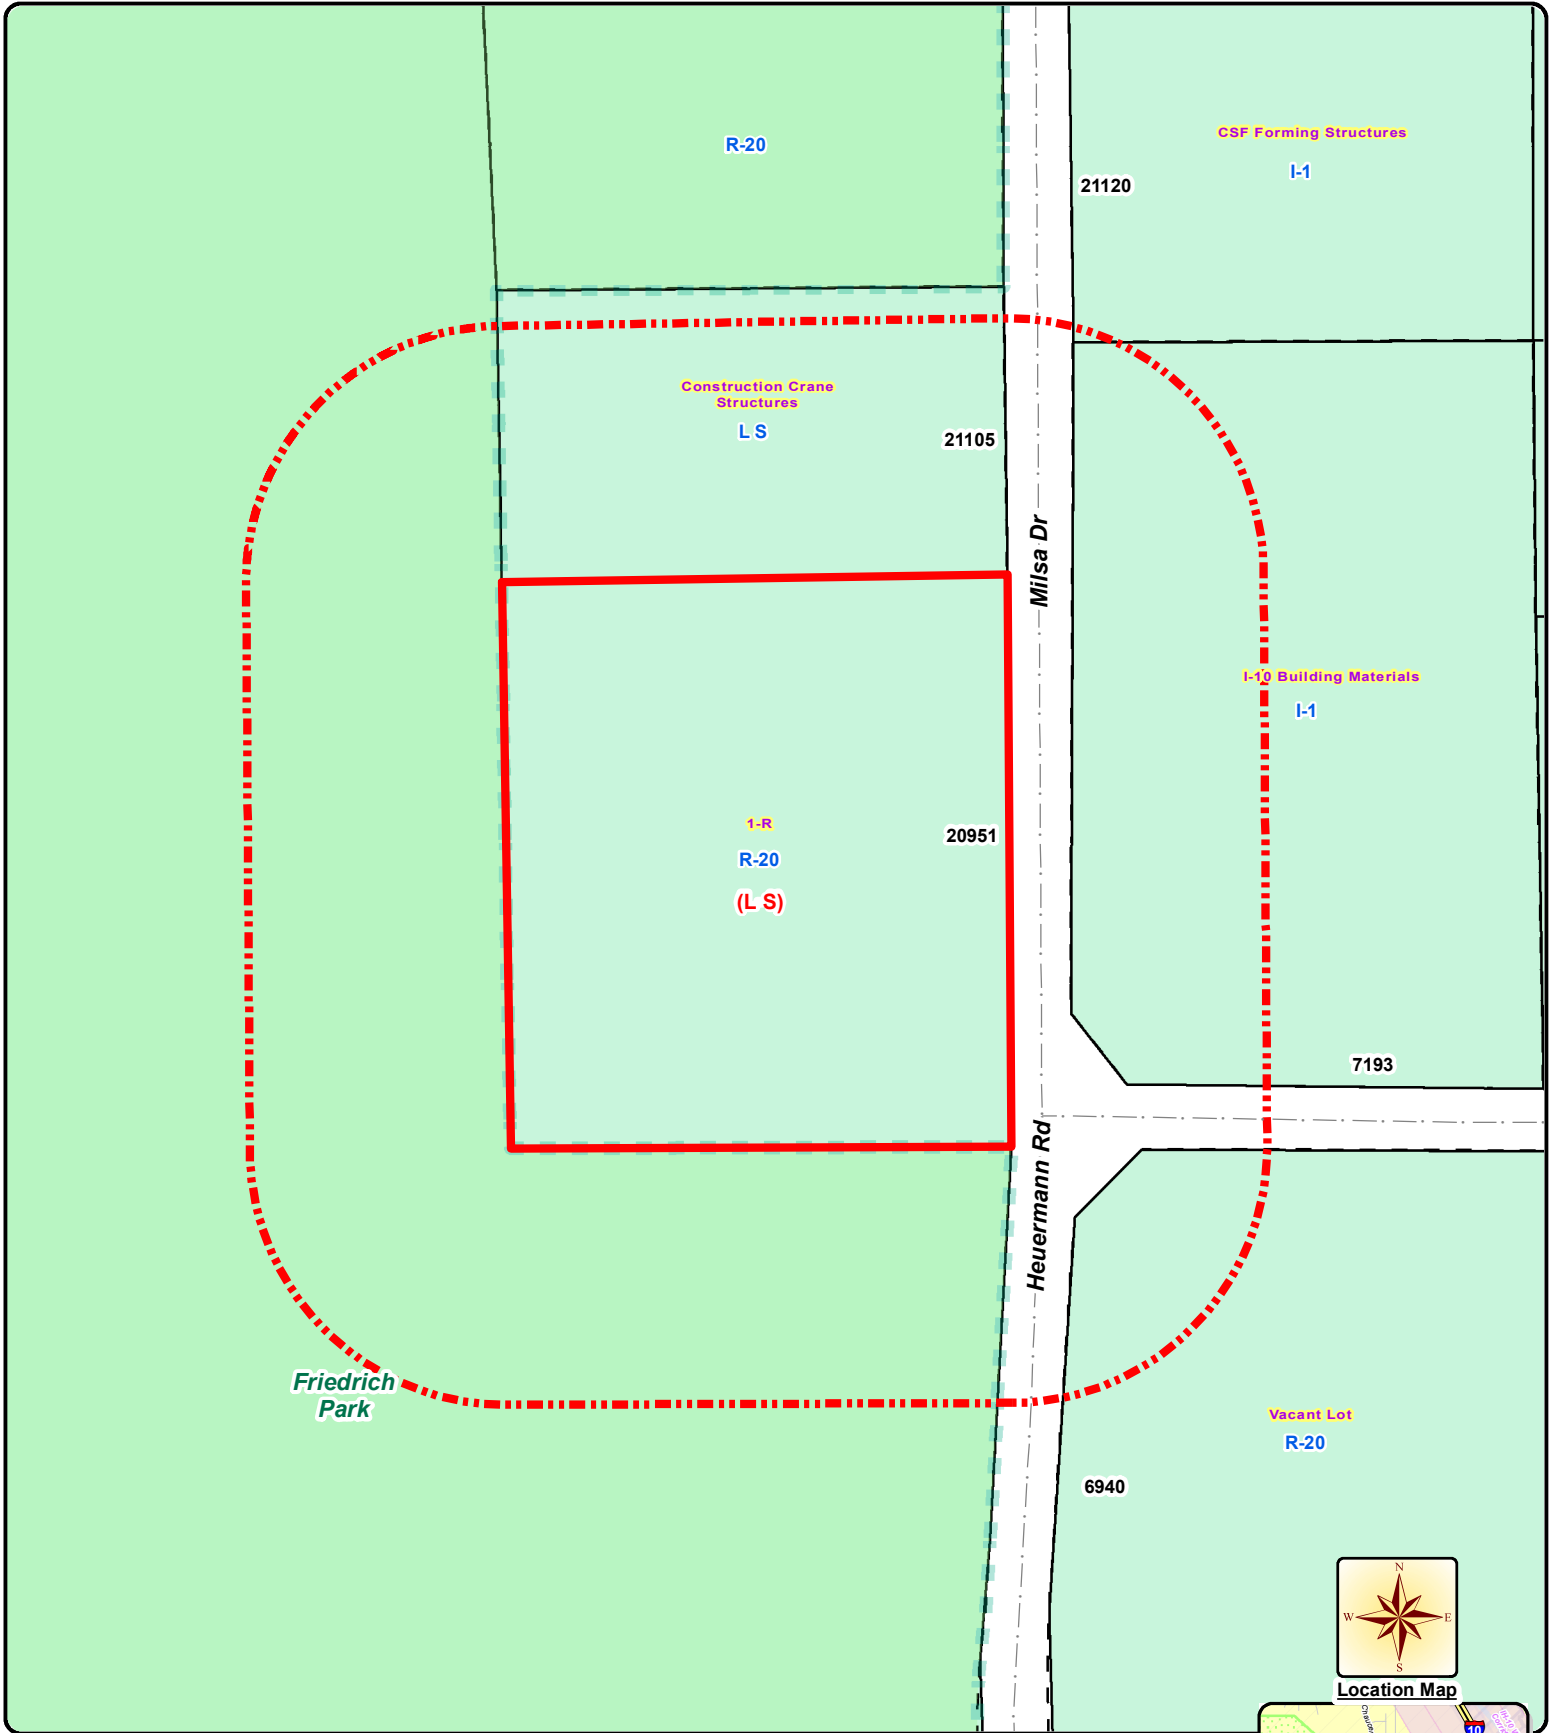 R-20
CSF Forming Structures
I-1
21120
Construction Crane
Structures
L S
21105
Milsa Dr
I-10 Building Materials
I-1
1-R
R-20
(L S)
20951
7193
Heuermann Rd
Friedrich
Park
Vacant Lot
R-20
6940
N
W
E
S
Location Map
10